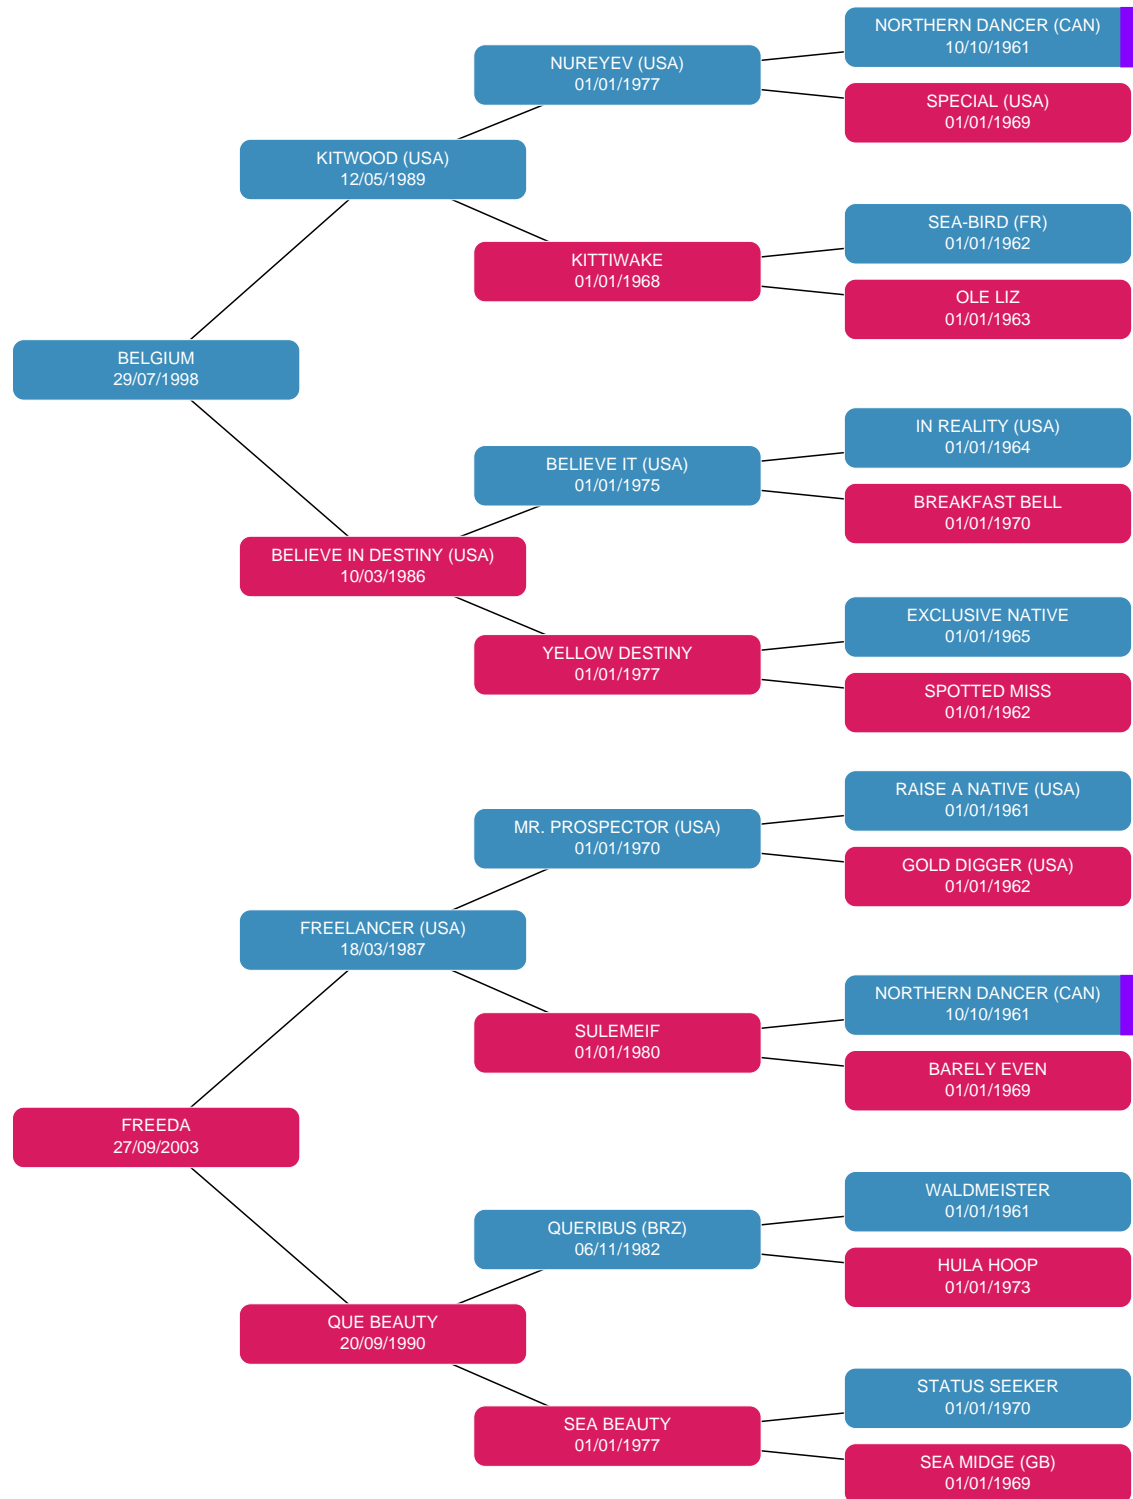 NORTHERN DANCER (CAN)
10/10/1961
NUREYEV (USA)
01/01/1977
SPECIAL (USA)
01/01/1969
KITWOOD (USA)
12/05/1989
SEA-BIRD (FR)
01/01/1962
KITTIWAKE
01/01/1968
OLE LIZ
01/01/1963
BELGIUM
29/07/1998
IN REALITY (USA)
01/01/1964
BELIEVE IT (USA)
01/01/1975
BREAKFAST BELL
01/01/1970
BELIEVE IN DESTINY (USA)
10/03/1986
EXCLUSIVE NATIVE
01/01/1965
YELLOW DESTINY
01/01/1977
SPOTTED MISS
01/01/1962
RAISE A NATIVE (USA)
01/01/1961
MR. PROSPECTOR (USA)
01/01/1970
GOLD DIGGER (USA)
01/01/1962
FREELANCER (USA)
18/03/1987
NORTHERN DANCER (CAN)
10/10/1961
SULEMEIF
01/01/1980
BARELY EVEN
01/01/1969
FREEDA
27/09/2003
WALDMEISTER
01/01/1961
QUERIBUS (BRZ)
06/11/1982
HULA HOOP
01/01/1973
QUE BEAUTY
20/09/1990
STATUS SEEKER
01/01/1970
SEA BEAUTY
01/01/1977
SEA MIDGE (GB)
01/01/1969